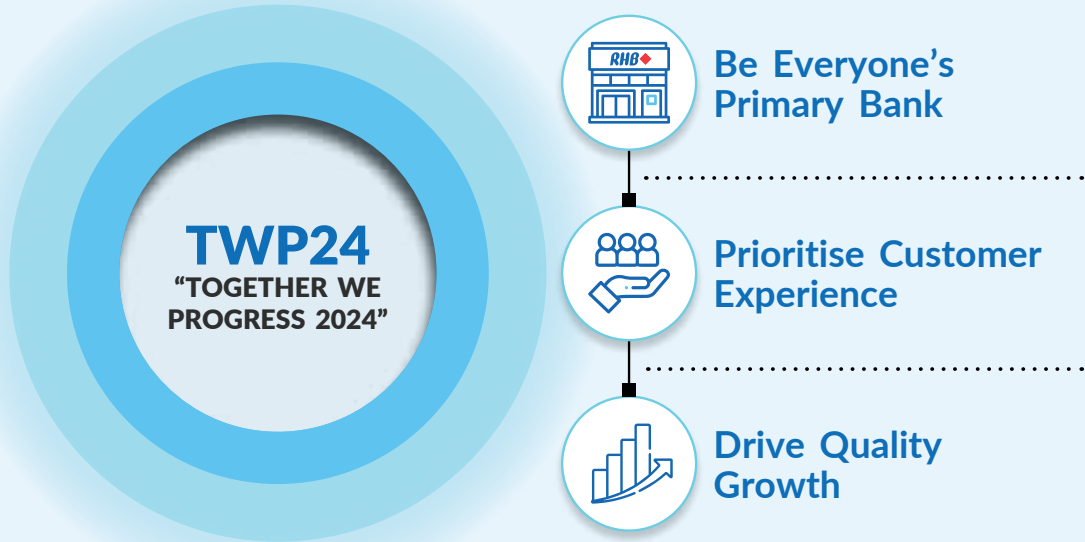 TWP24
“TOGETHER WE
PROGRESS 2024”
RHB
Be Everyone’s
Primary Bank
Prioritise Customer
Experience
Drive Quality
Growth